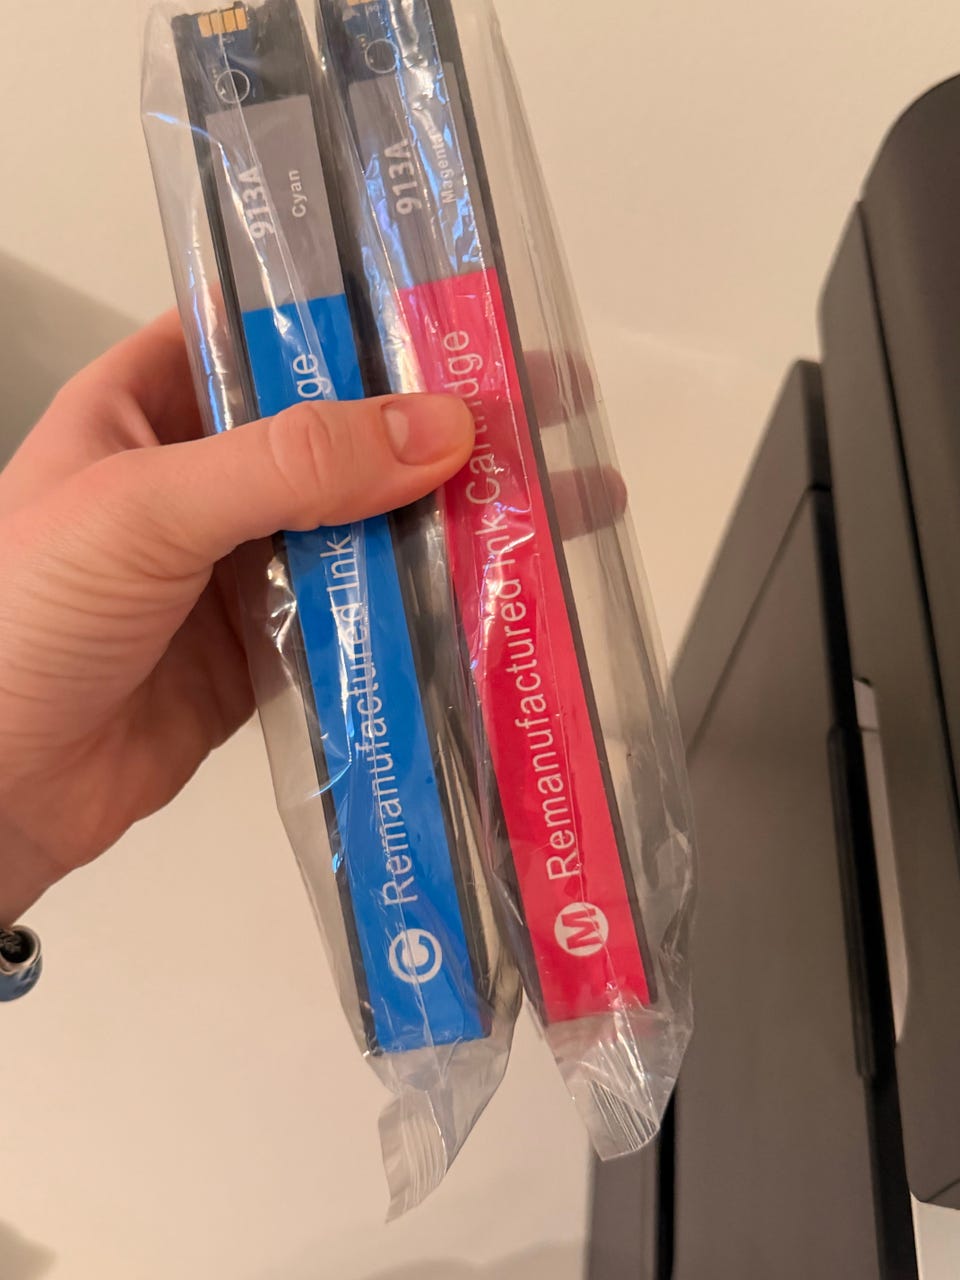 913A
Cyan
C Remanufactured Ink
913A
Magenta
M Remanufactured Ink Cartridge